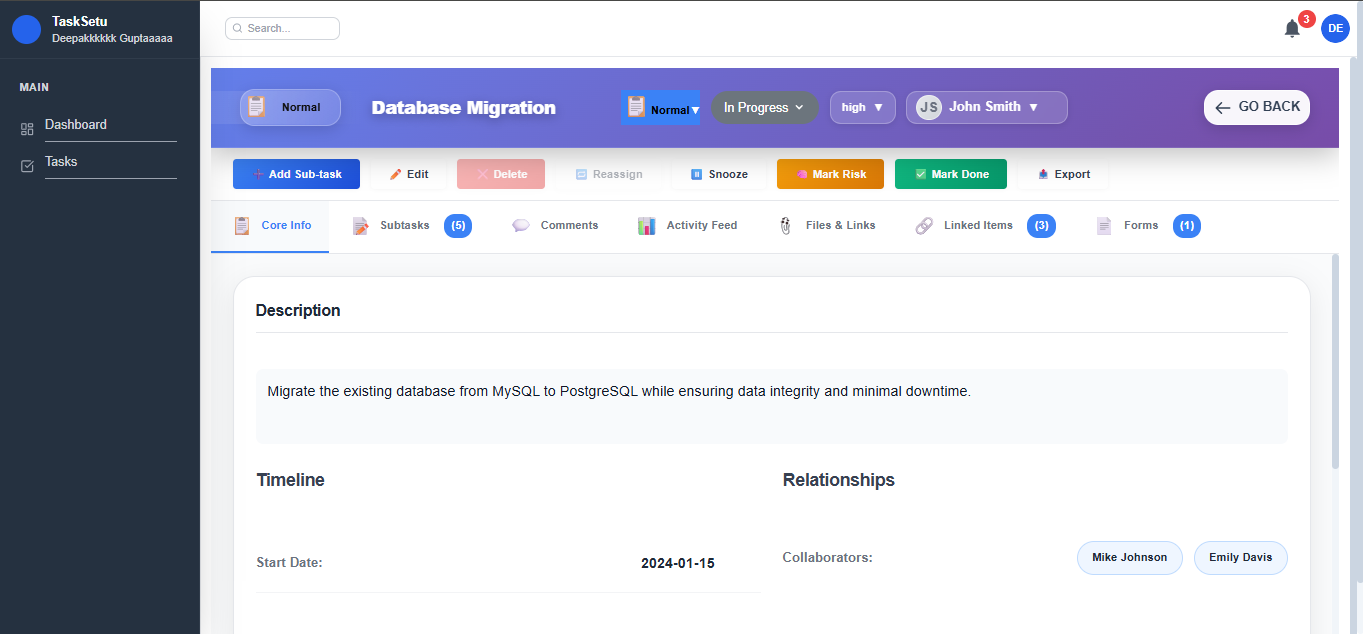 TaskSetu
Deepakkkkkk Guptaaaaa
Search...
3
DE
MAIN
Dashboard
Tasks
Normal
Database Migration
Normal ▼
In Progress
high ▼
JS John Smith ▼
← GO BACK
Add Sub-task
Edit
Delete
Reassign
Snooze
Mark Risk
Mark Done
Export
Core Info
Subtasks (5)
Comments
Activity Feed
Files & Links
Linked Items (3)
Forms (1)
Description
Migrate the existing database from MySQL to PostgreSQL while ensuring data integrity and minimal downtime.
Timeline
Start Date: 2024-01-15
Relationships
Collaborators: Mike Johnson Emily Davis